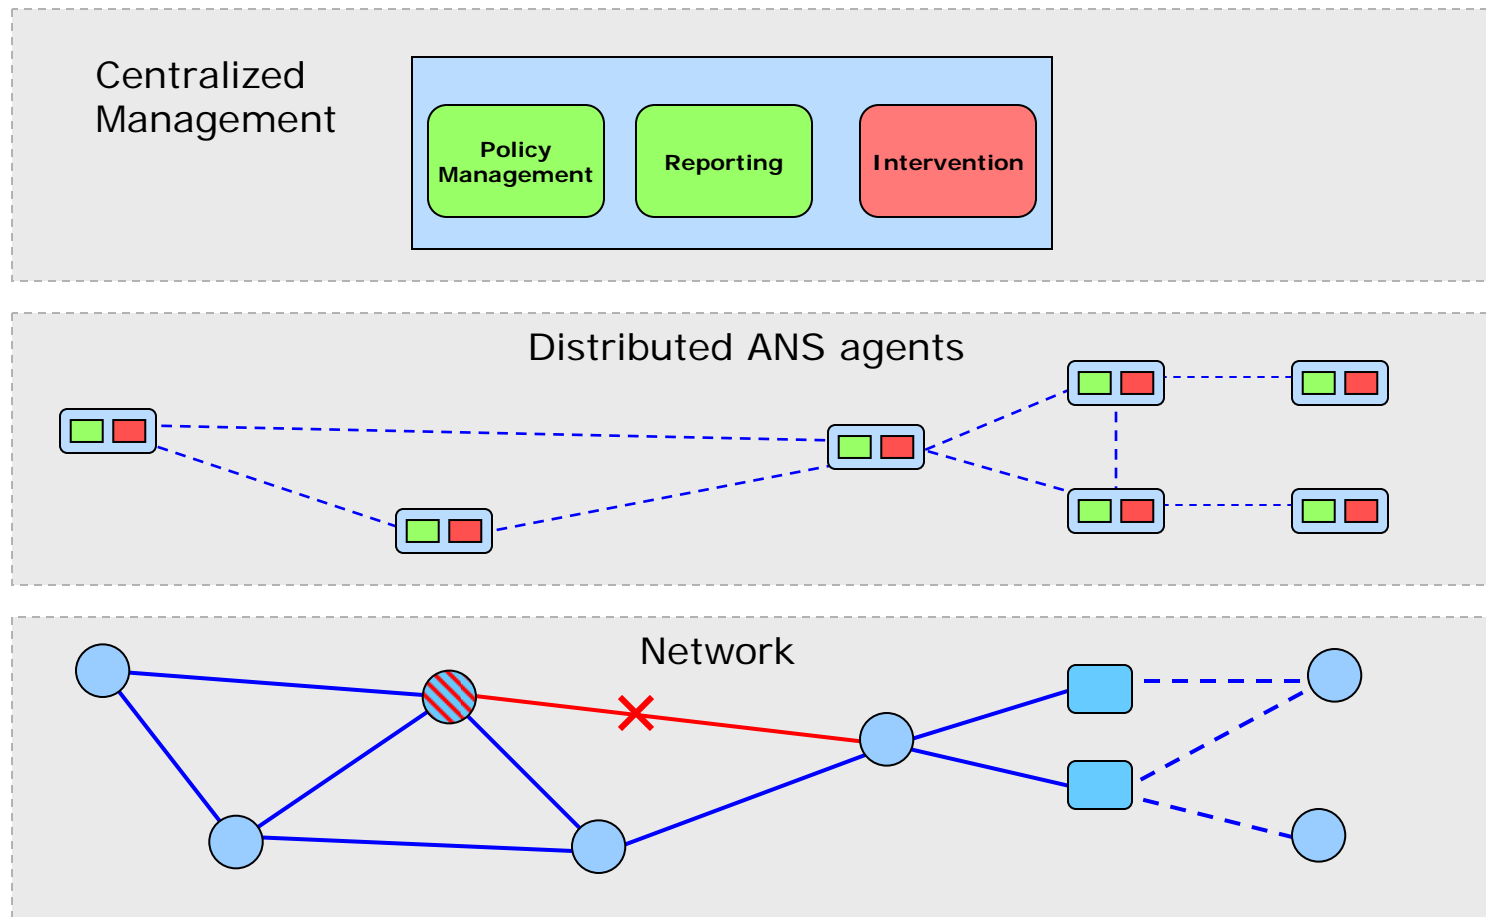 Centralized
Management
Policy
Management
Reporting
Intervention
Distributed ANS agents
Network